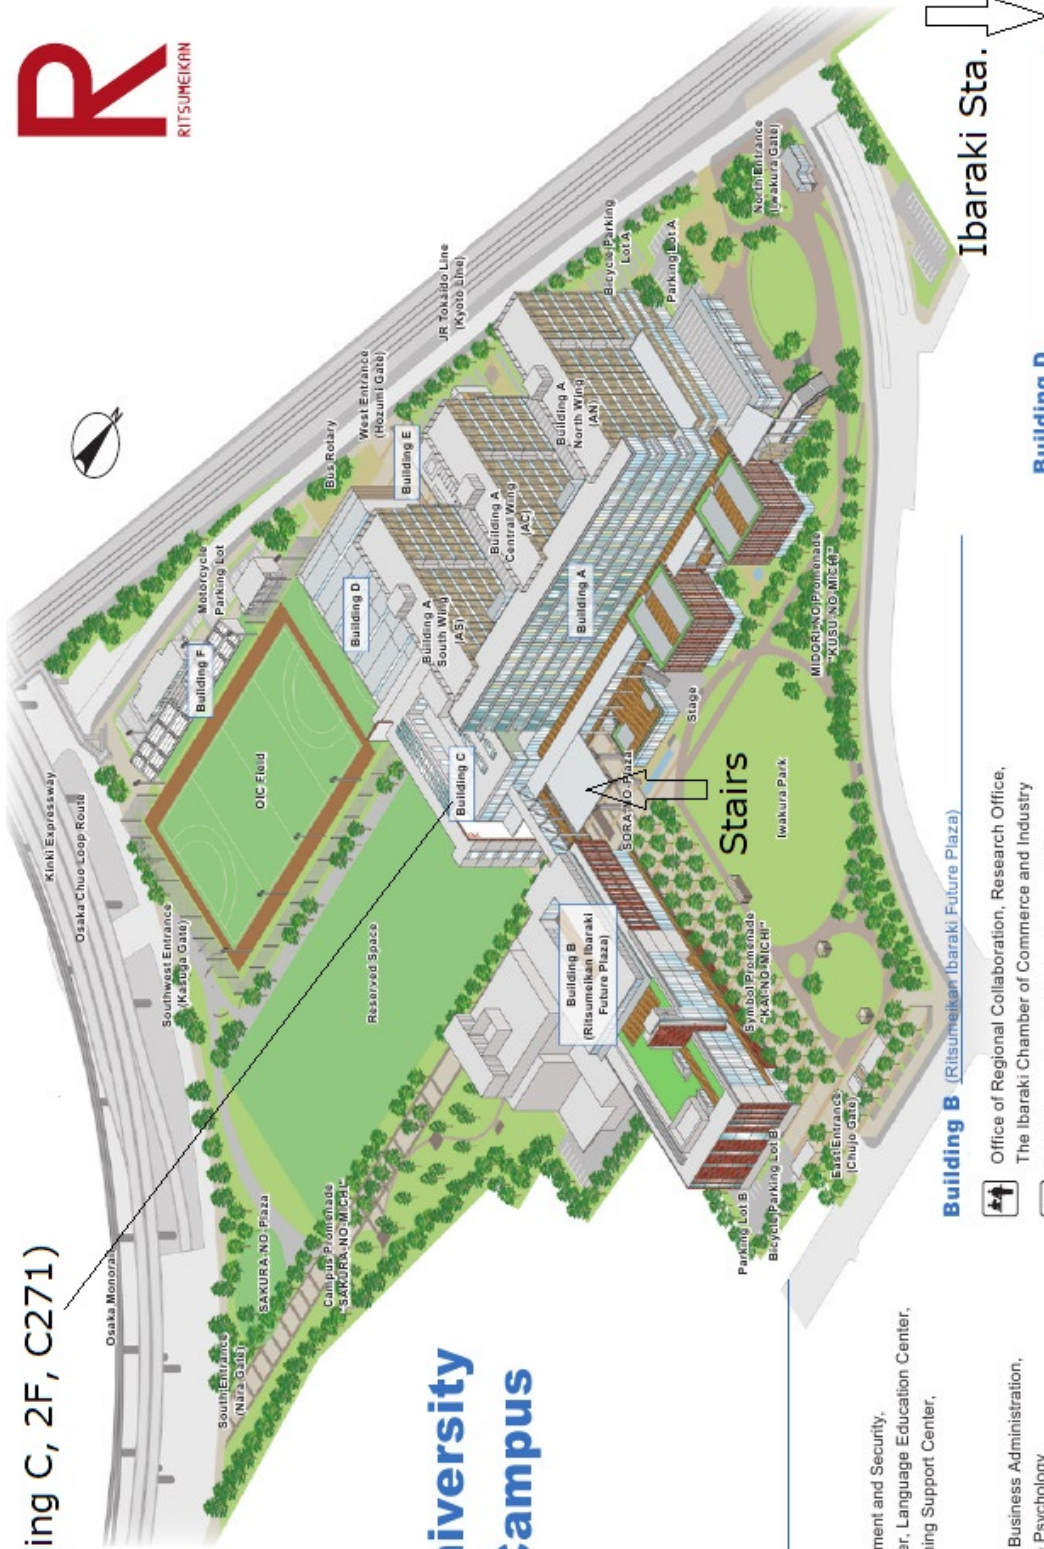 R
RITSUMEIKAN
ing C, 2F, C271)
Ibaraki Sta.
Stairs
niversity
Campus
Kinki Expressway
Osaka Chuo Loop Route
Osaka Monorail
Southwest Entrance
(Kasuga Gate)
Building F
Motorcycle
Parking Lot
Bus Rotary
West Entrance
(Hozumi Gate)
JR Tokaido Line
(Kyoto Line)
OIC Field
Building D
Building E
Building A
South Wing
(AS)
Building A
Central Wing
(AC)
Building A
North Wing
(AN)
Bicycle Parking
Lot A
Parking Lot A
North Entrance
(Iwakura Gate)
Reserved Space
Building C
Building A
SAKURA-NO-Plaza
Campus Promenade
"SAKURA-NO-MICHI"
South Entrance
(Nara Gate)
Building B
(Ritsumeikan Ibaraki
Future Plaza)
SORA-NO-Plaza
Stage
MIDORI-NO-Promenade
"KUSU-NO-MICHI"
Iwakura Park
Symbol Promenade
"KAI-NO-MICHI"
Parking Lot B
Bicycle Parking Lot B
East Entrance
(Chujo Gate)
Building B (Ritsumeikan Ibaraki Future Plaza)
Office of Regional Collaboration, Research Office,
The Ibaraki Chamber of Commerce and Industry
Building D
ment and Security,
er, Language Education Center,
ning Support Center,
Business Administration,
Psychology